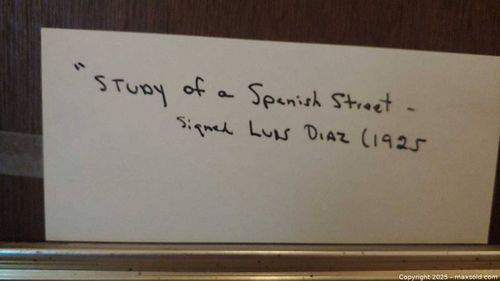 " STUDY of a Spanish Street -
Signed LUIS DIAZ (1925
Copyright 2025 - maxsold.com